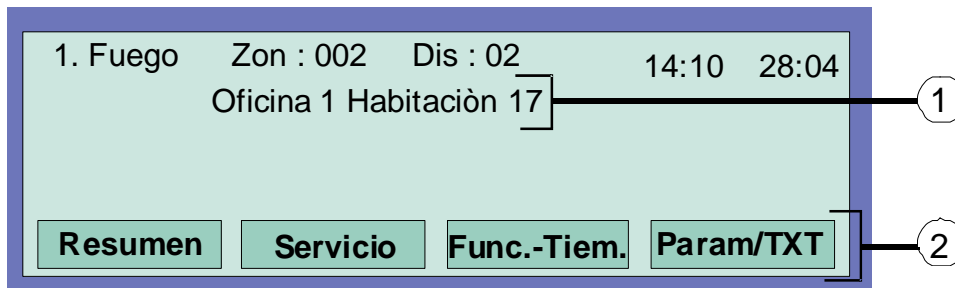 1. Fuego Zon : 002 Dis : 02 14:10 28:04
Oficina 1 Habitaciòn 17
1
Resumen Servicio Func.-Tiem. Param/TXT
2